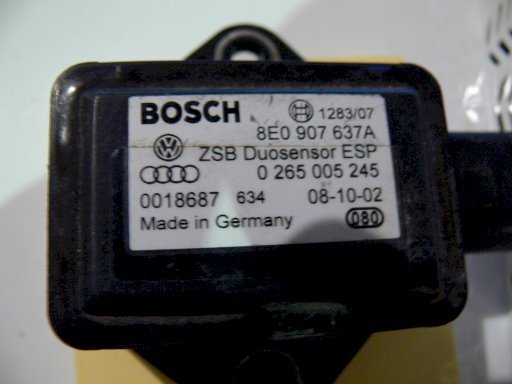 BOSCH 1283/07
8E0 907 637A
ZSB Duosensor ESP
0 265 005 245
0018687 634 08-10-02
Made in Germany 080